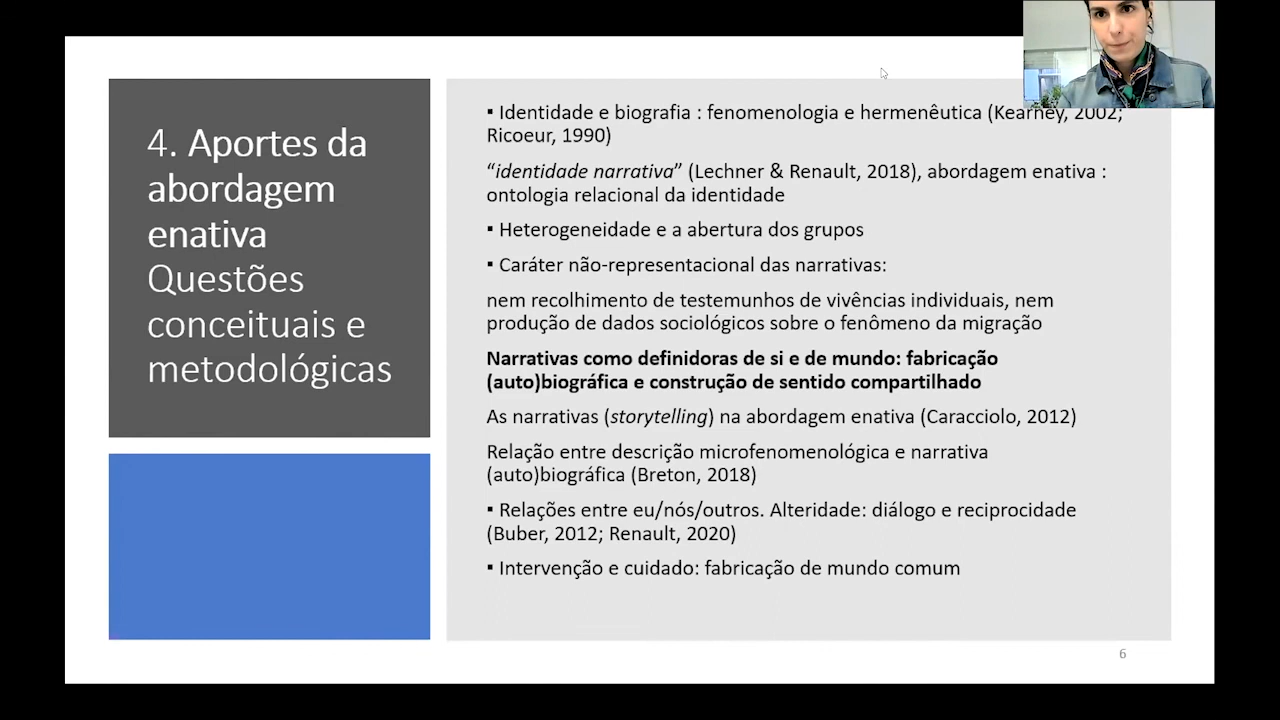 4. Aportes da
abordagem
enativa
Questões
conceituais e
metodológicas
▪ Identidade e biografia : fenomenologia e hermenêutica (Kearney, 2002;
Ricoeur, 1990)
“identidade narrativa” (Lechner & Renault, 2018), abordagem enativa :
ontologia relacional da identidade
▪ Heterogeneidade e a abertura dos grupos
▪ Caráter não-representacional das narrativas:
nem recolhimento de testemunhos de vivências individuais, nem
produção de dados sociológicos sobre o fenômeno da migração
Narrativas como definidoras de si e de mundo: fabricação
(auto)biográfica e construção de sentido compartilhado
As narrativas (storytelling) na abordagem enativa (Caracciolo, 2012)
Relação entre descrição microfenomenológica e narrativa
(auto)biográfica (Breton, 2018)
▪ Relações entre eu/nós/outros. Alteridade: diálogo e reciprocidade
(Buber, 2012; Renault, 2020)
▪ Intervenção e cuidado: fabricação de mundo comum
6